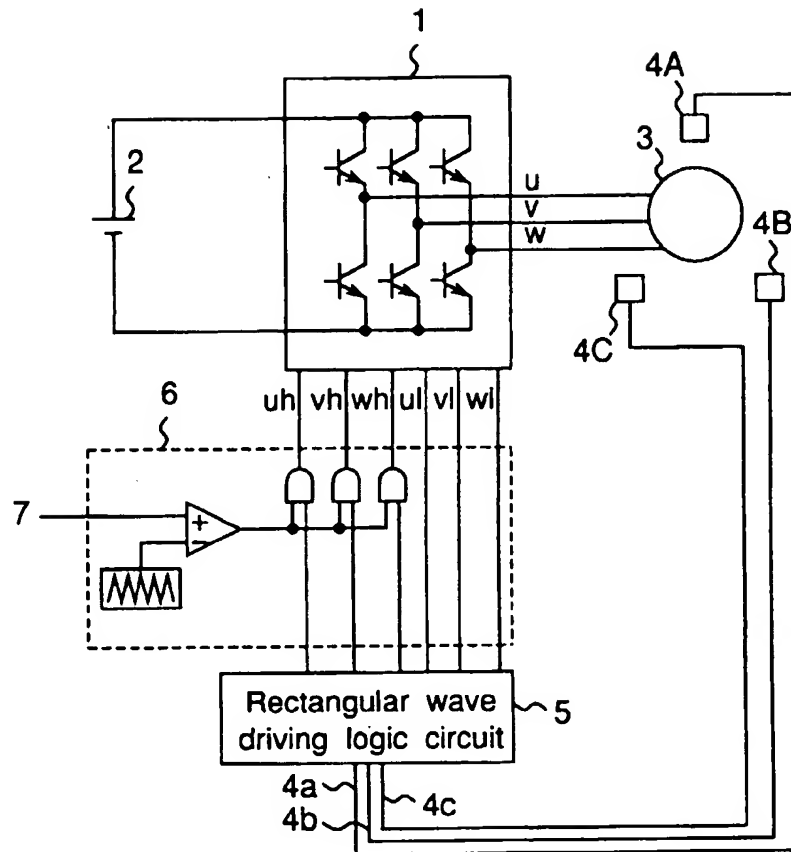 1
4A
2
3
u
v
w
4B
4C
uh vh wh ul vl wl
6
7
+
−
Rectangular wave
driving logic circuit
5
4a
4b
4c